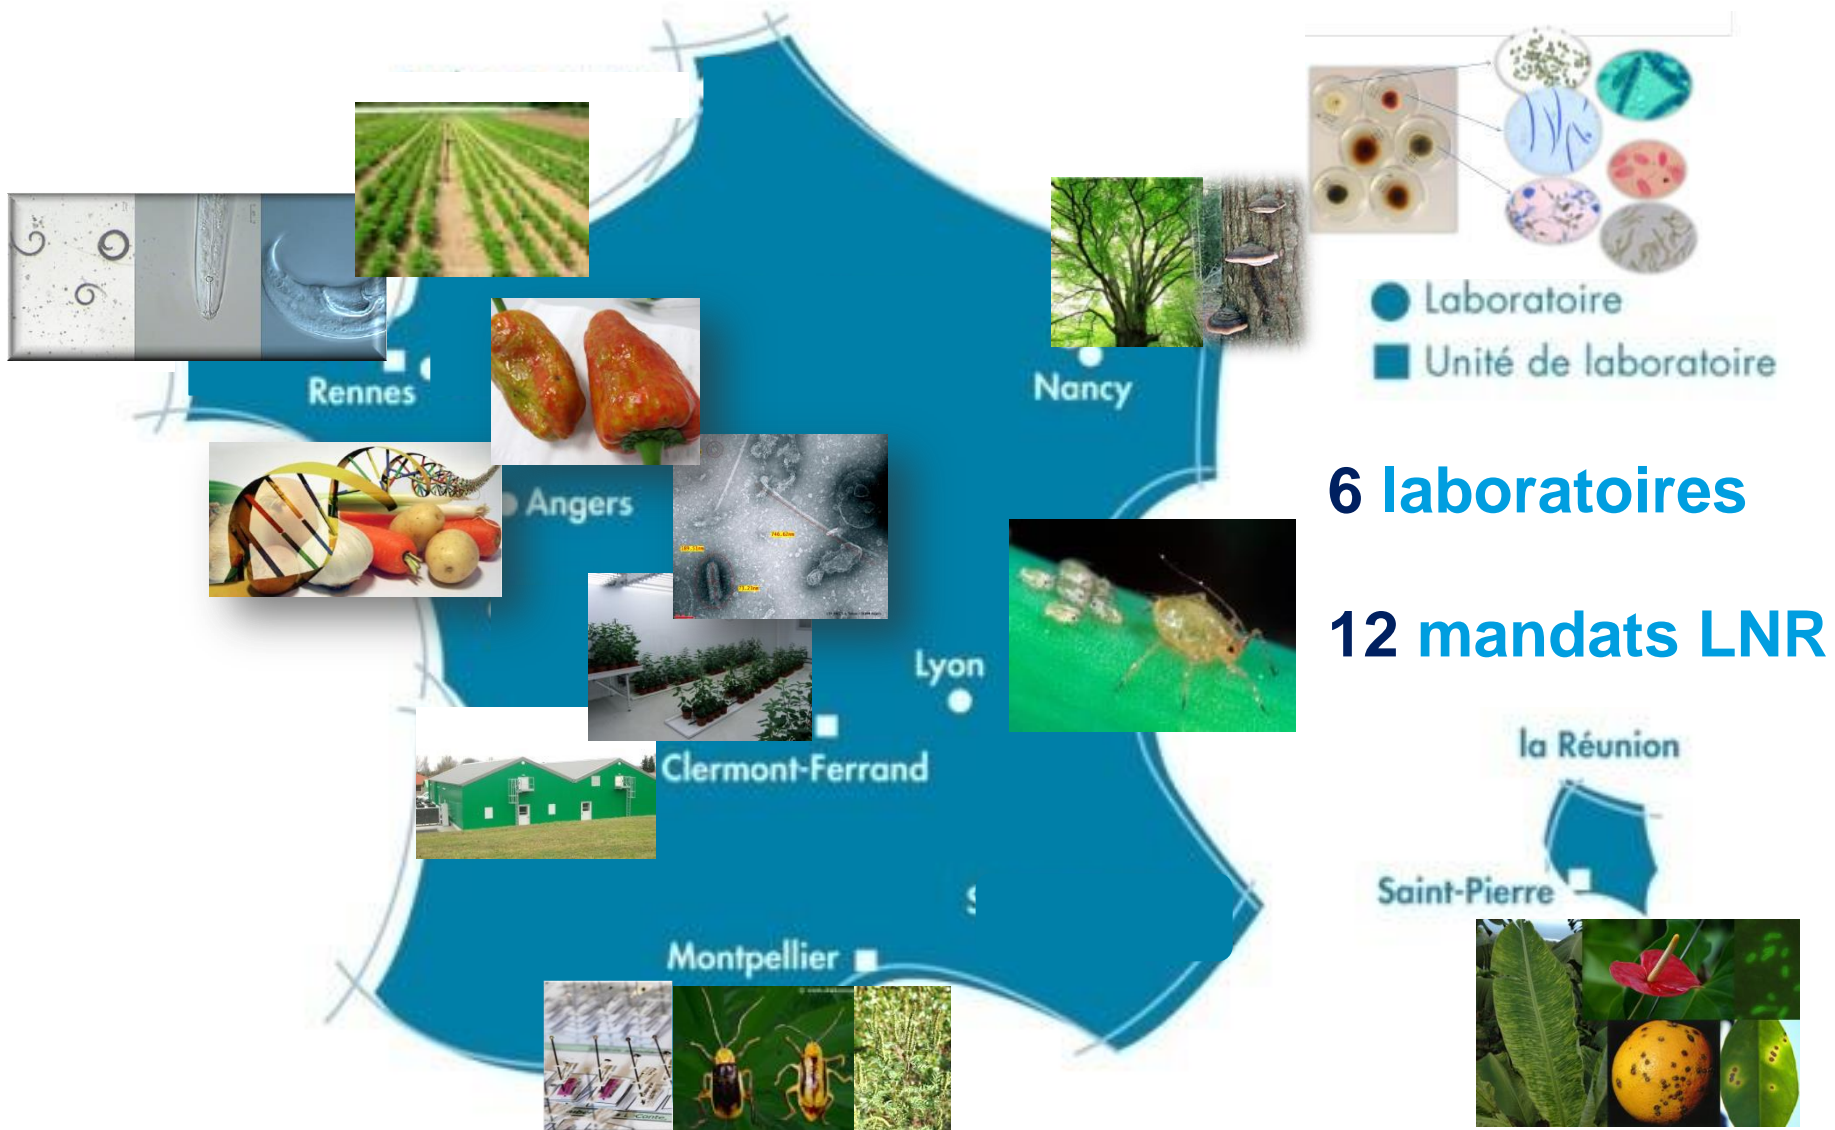 Laboratoire
Unité de laboratoire
Rennes
Nancy
Angers
6 laboratoires
12 mandats LNR
Lyon
Clermont-Ferrand
la Réunion
Saint-Pierre
Montpellier